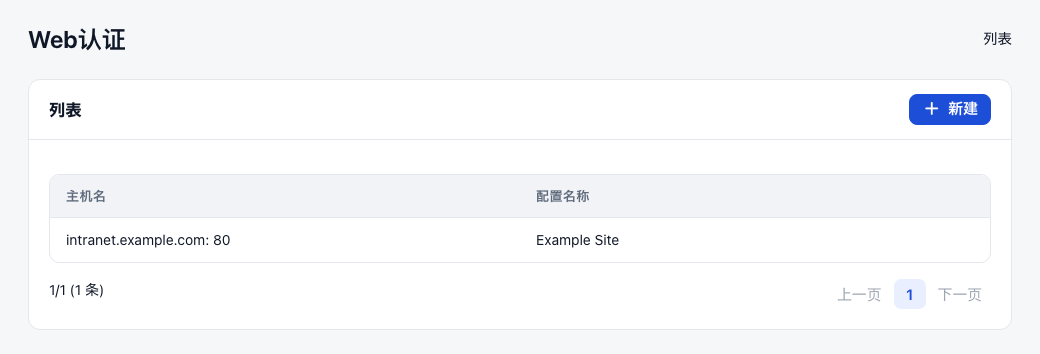 Web认证
列表
列表
新建
主机名 配置名称
intranet.example.com: 80 Example Site
1/1 (1 条)
上一页 1 下一页